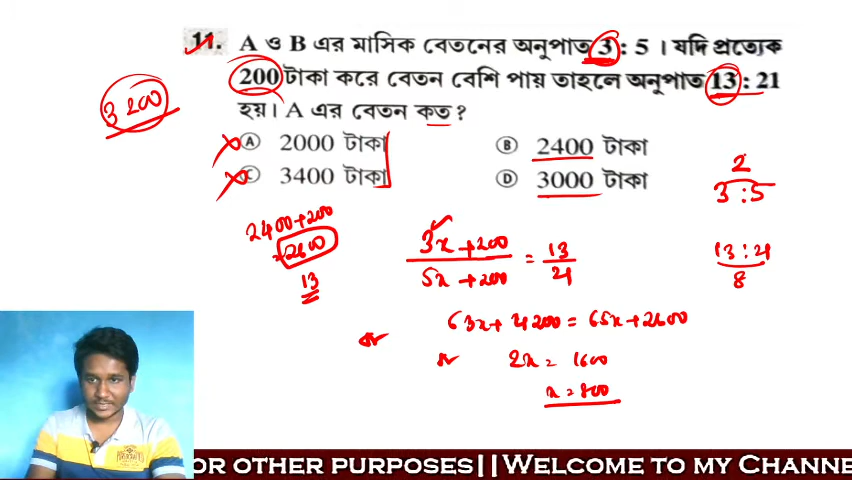 11. A ও B এর মাসিক বেতনের অনুপাত 3 : 5 । যদি প্রত্যেক
200 টাকা করে বেতন বেশি পায় তাহলে অনুপাত 13 : 21
হয়। A এর বেতন কত?
A 2000 টাকা
B 2400 টাকা
C 3400 টাকা
D 3000 টাকা
3200
2
3 : 5
13 : 21
8
2400+200
2600
13
3x+200
5x+200
= 13
21
63x+4200 = 65x+2600
2x = 1600
x = 800
OR OTHER PURPOSES||WELCOME TO MY CHANNE